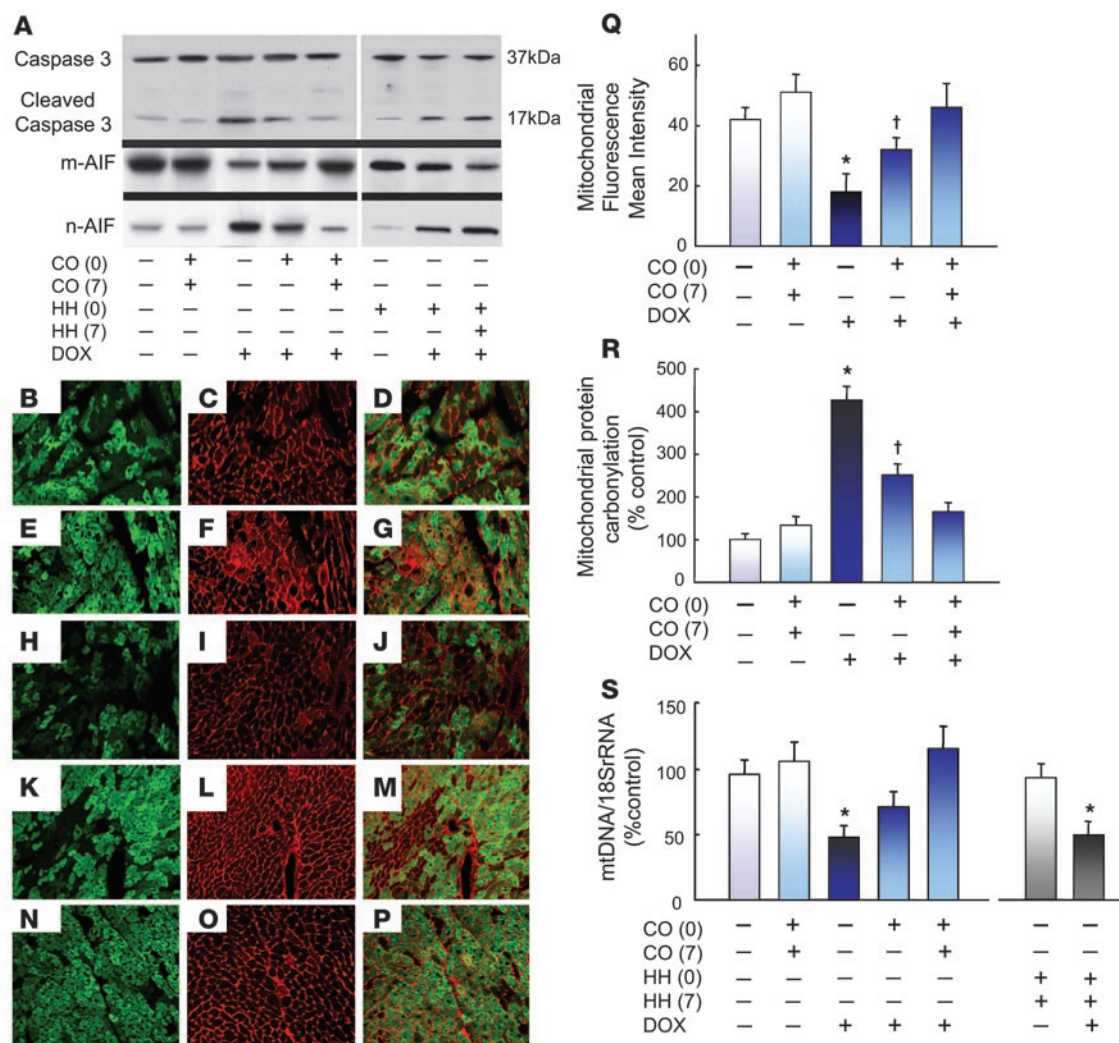 A
Caspase 3
37kDa
Cleaved
Caspase 3
17kDa
m-AIF
n-AIF
CO (0) – + – + + – – –
CO (7) – + – – + – – –
HH (0) – – – – – + + +
HH (7) – – – – – – – +
DOX – – + + + – + +
B C D
E F G
H I J
K L M
N O P
Q
Mitochondrial
Fluorescence
Mean Intensity
60
40
20
0
CO (0) – + – + +
CO (7) – + – – +
DOX – – + + +
* †
R
Mitochondrial protein
carbonylation
(% control)
500
400
300
200
100
0
* †
CO (0) – + – + +
CO (7) – + – – +
DOX – – + + +
S
mtDNA/18SrRNA
(%control)
150
100
50
0
* *
CO (0) – + – + + – –
CO (7) – + – – + – –
HH (0) – – – – – + +
HH (7) – – – – – + +
DOX – – + + + – +